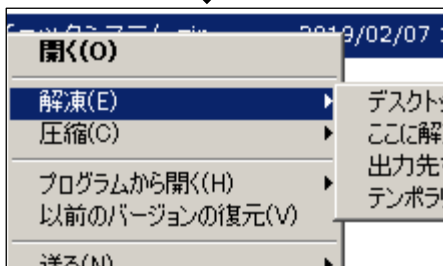 2019/02/07
開く(O)
解凍(E)
デスクト
圧縮(C)
ここに解
出力先
プログラムから開く(H)
テンポラ
以前のバージョンの復元(V)
送る(N)